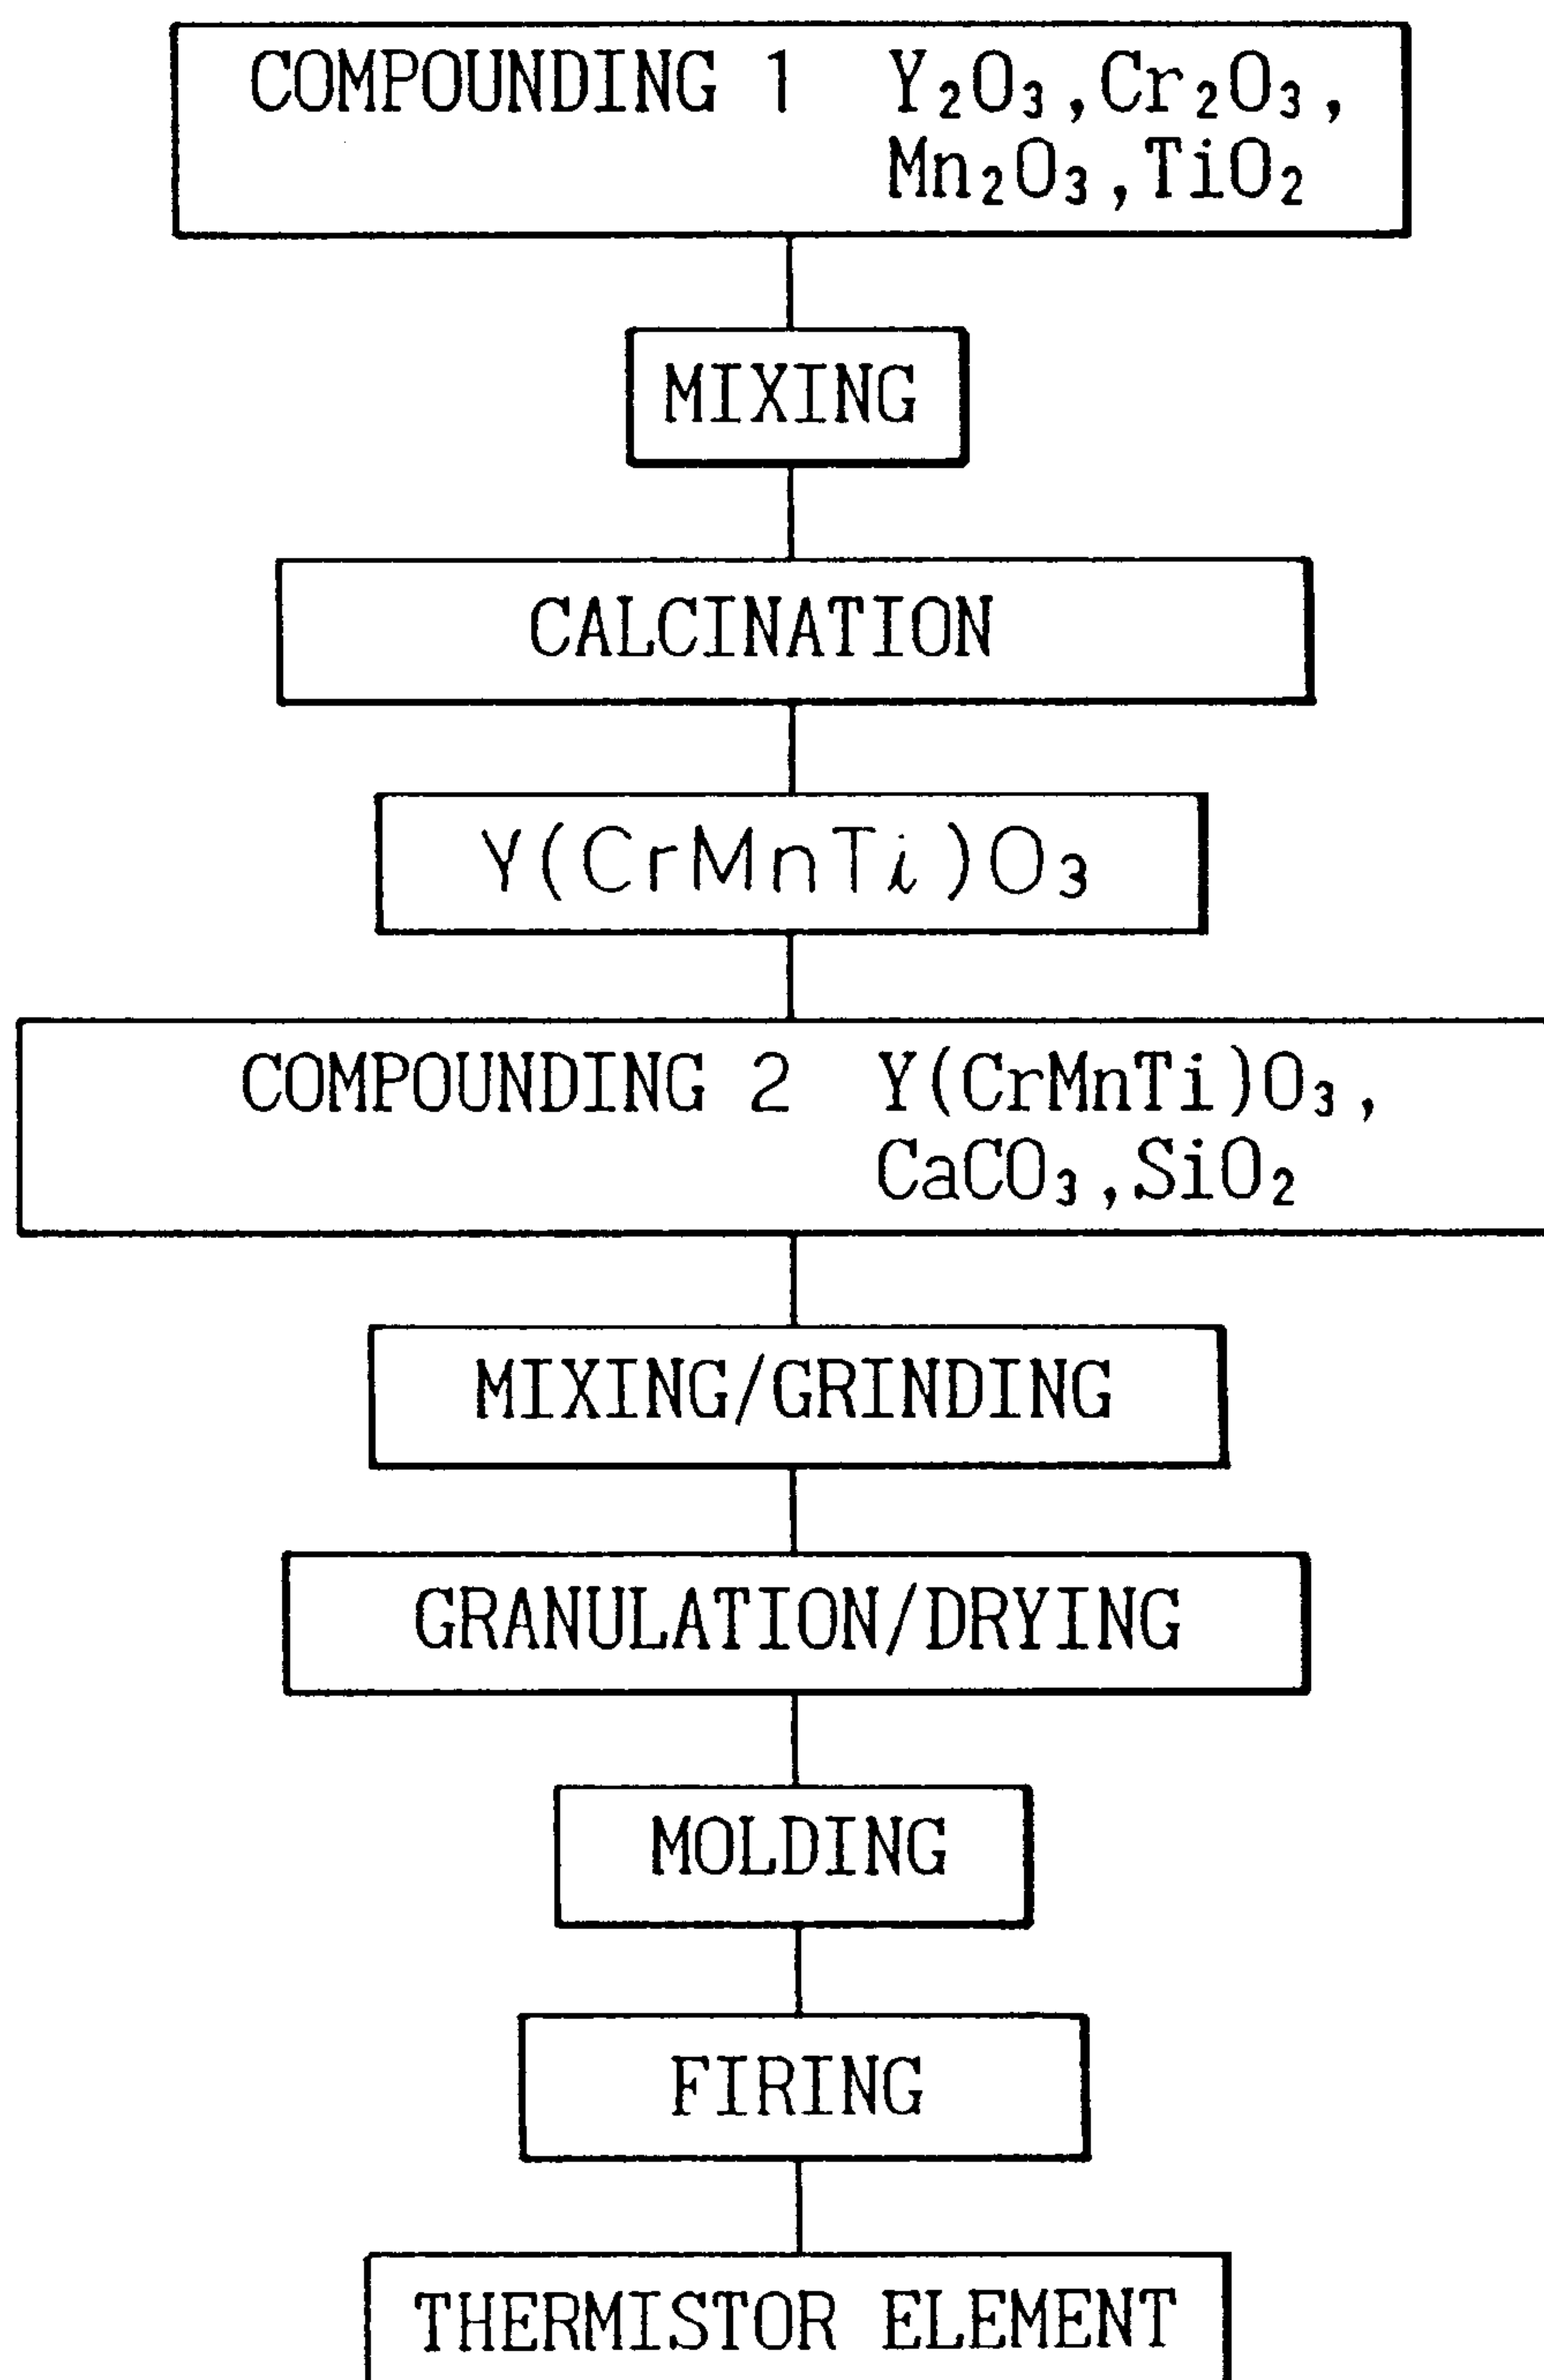 COMPOUNDING 1 Y₂O₃,Cr₂O₃,
Mn₂O₃,TiO₂
MIXING
CALCINATION
Y(CrMnTi)O₃
COMPOUNDING 2 Y(CrMnTi)O₃,
CaCO₃,SiO₂
MIXING/GRINDING
GRANULATION/DRYING
MOLDING
FIRING
THERMISTOR ELEMENT